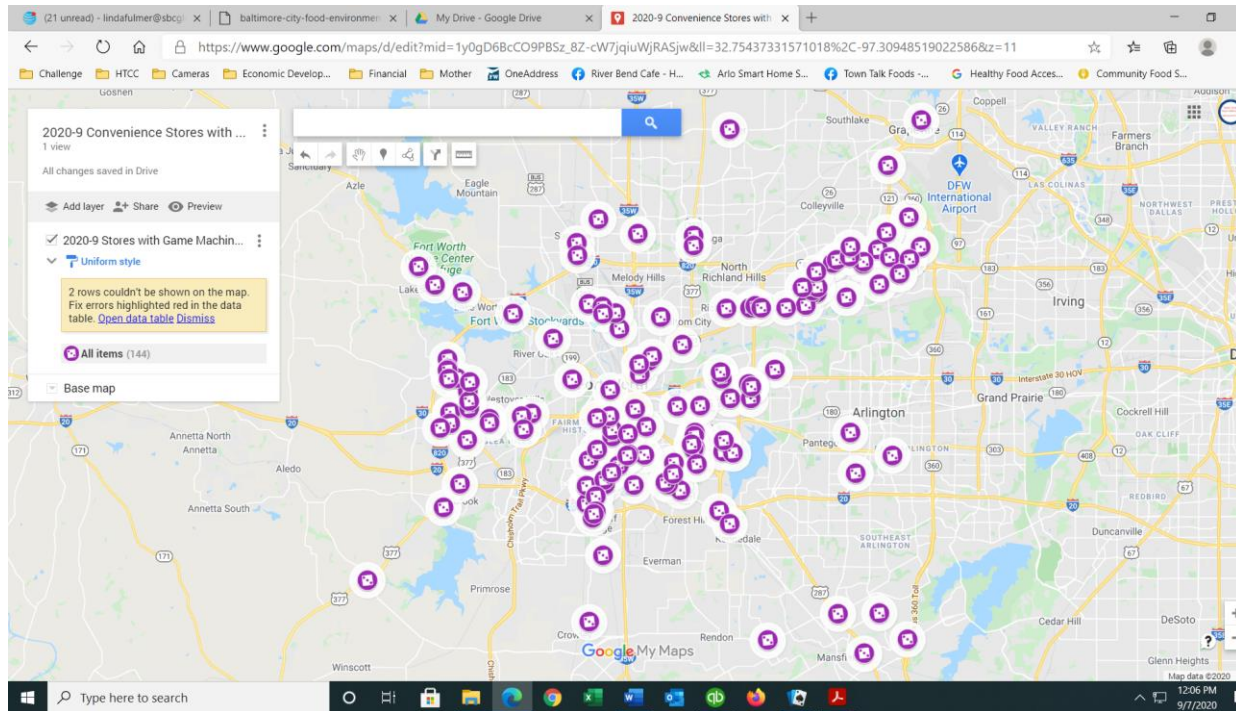 (21 unread) - lindafulmer@sbcgl
baltimore-city-food-environmen
My Drive - Google Drive
2020-9 Convenience Stores with
https://www.google.com/maps/d/edit?mid=1y0gD6BcCO9PBSz_8Z-cW7jqiuWjRASjw&ll=32.75437331571018%2C-97.30948519022586&z=11
Challenge
HTCC
Cameras
Economic Develop...
Financial
Mother
OneAddress
River Bend Cafe - H...
Arlo Smart Home S...
Town Talk Foods -...
Healthy Food Acces...
Community Food S...
2020-9 Convenience Stores with ...
1 view
All changes saved in Drive
Add layer
Share
Preview
2020-9 Stores with Game Machin...
Uniform style
2 rows couldn't be shown on the map.
Fix errors highlighted red in the data
table. Open data table Dismiss
All items (144)
Base map
Goshen
Southlake
Coppell
Addison
VALLEY RANCH
Farmers
Branch
Azle
Eagle
Mountain
DFW
International
Airport
LAS COLINAS
Colleyville
NORTHWEST
DALLAS
Fort Worth
Melody Hills
North
Richland Hills
Irving
Interstate 30 HOV
Grand Prairie
Arlington
Cockrell Hill
OAK CLIFF
Annetta North
Annetta
Aledo
Annetta South
REDBIRD
Duncanville
SOUTHEAST
ARLINGTON
Everman
Primrose
Chisholm Trail Pkwy
Cedar Hill
DeSoto
Rendon
Google My Maps
Winscott
Glenn Heights
Map data ©2020
Type here to search
12:06 PM
9/7/2020